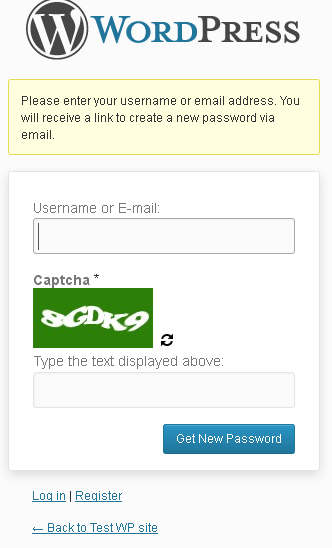 WORDPRESS
Please enter your username or email address. You
will receive a link to create a new password via
email.
Username or E-mail:
Captcha *
8GDK9
Type the text displayed above:
Get New Password
Log in | Register
← Back to Test WP site